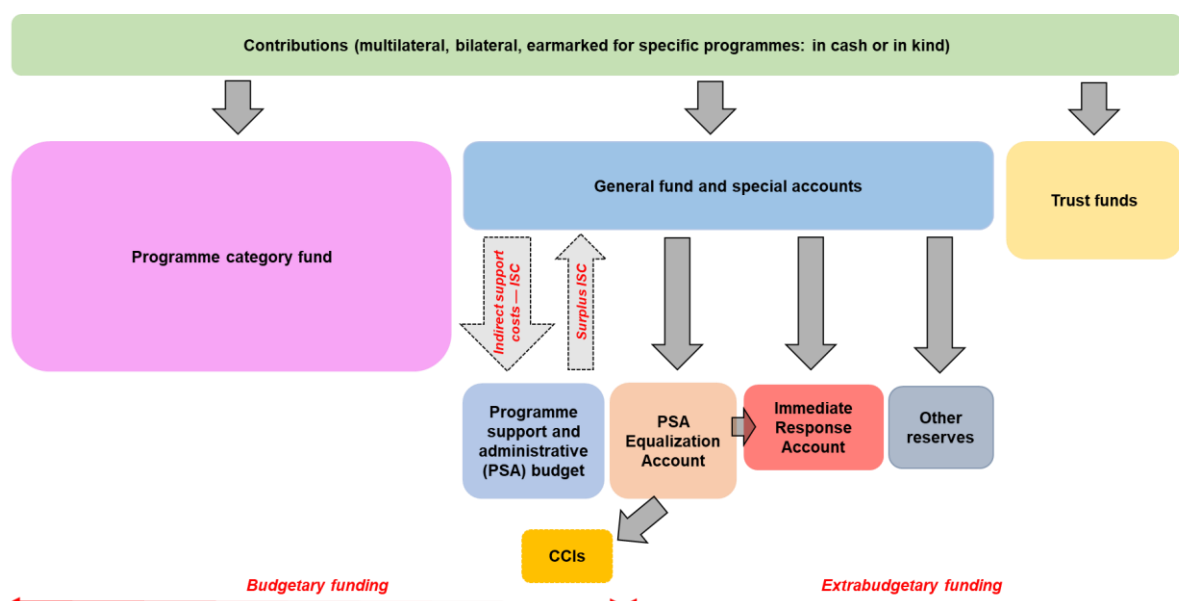 Contributions (multilateral, bilateral, earmarked for specific programmes: in cash or in kind)
Programme category fund
General fund and special accounts
Trust funds
Indirect support
costs — ISC
Surplus ISC
Programme
support and
administrative
(PSA) budget
PSA
Equalization
Account
Immediate
Response
Account
Other
reserves
CCIs
Budgetary funding
Extrabudgetary funding